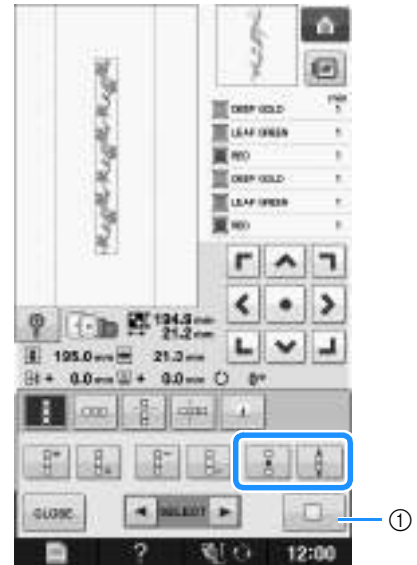 DEEP GOLD
LEAF GREEN
RED
DEEP GOLD
LEAF GREEN
RED
194.9 mm
21.2 mm
195.0 mm 21.2 mm
+ 0.0 mm + 0.0 mm 0°
CLOSE SELECT
①
? 12:00